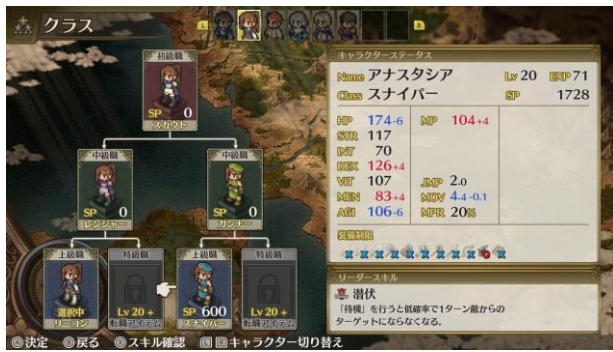 クラス
L
R
初級職
SP 0
スカウト
中級職
SP 0
レンジャー
中級職
SP 0
ガンナー
上級職
選択中
リーコン
特級職
Lv 20 +
転職アイテム
上級職
SP 600
スナイパー
特級職
Lv 20 +
転職アイテム
キャラクターステータス
Name アナスタシア Lv 20 EXP 71
Class スナイパー SP 1728
HP 174-6 MP 104+4
STR 117
INT 70
DEX 126+4
VIT 107 JMP 2.0
MEN 83+4 MOV 4.4 -0.1
AGI 106-6 MPR 20%
装備制限
リーダースキル
潜伏
「待機」を行うと低確率で1ターン敵からの
ターゲットにならなくなる。
A決定 B戻る X スキル確認 L R キャラクター切り替え